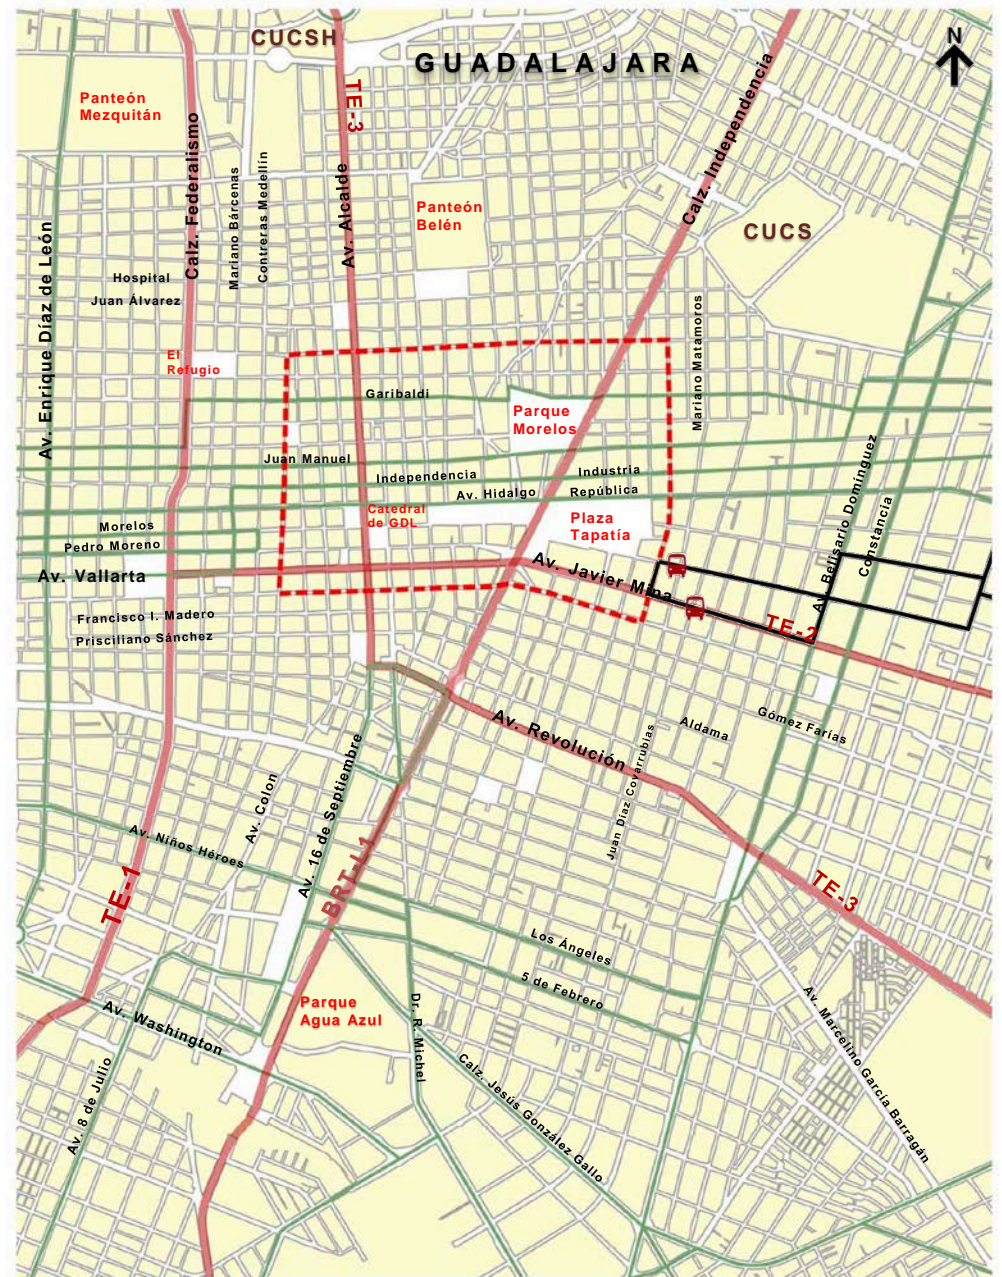 CUCSH
GUADALAJARA
N
Panteón
Mezquitán
TE-3
Calz. Independencia
Calz. Federalismo
Mariano Bárcenas
Contreras Medellín
Av. Alcalde
Panteón
Belén
CUCS
Av. Enrique Díaz de León
Hospital
Juan Álvarez
El
Refugio
Mariano Matamoros
Garibaldi
Parque
Morelos
Juan Manuel
Independencia
Industria
Av. Hidalgo
República
Catedral
de GDL
Plaza
Tapatía
Morelos
Pedro Moreno
Av. Vallarta
Av. Javier Mina
Av. Belisario Domínguez
Constancia
Francisco I. Madero
Prisciliano Sánchez
TE-2
Av. Revolución
Aldama
Gómez Farías
Juan Díaz Covarrubias
Av. Colon
Av. 16 de Septiembre
Av. Niños Héroes
TE-1
BRT-L1
TE-3
Los Ángeles
5 de Febrero
Parque
Agua Azul
Av. Washington
Dr. R. Michel
Av. Marcelino García Barragán
Av. 8 de Julio
Calz. Jesús González Gallo